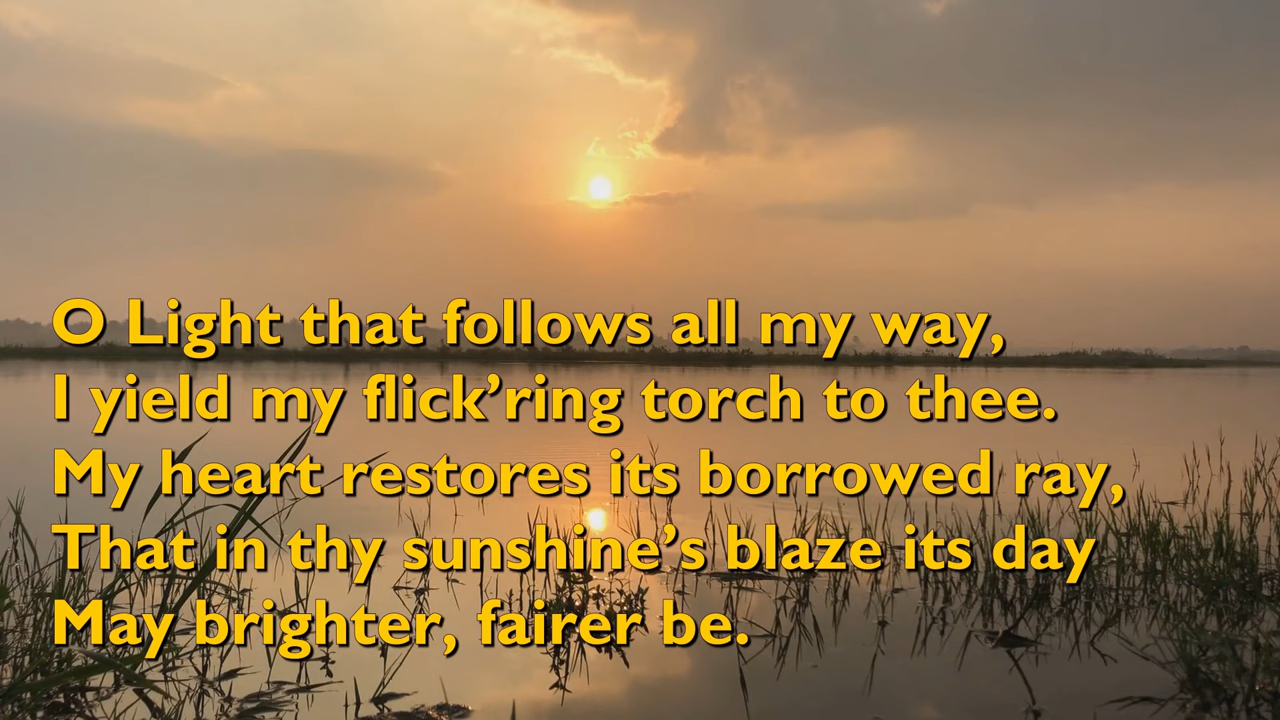 O Light that follows all my way,
I yield my flick’ring torch to thee.
My heart restores its borrowed ray,
That in thy sunshine’s blaze its day
May brighter, fairer be.